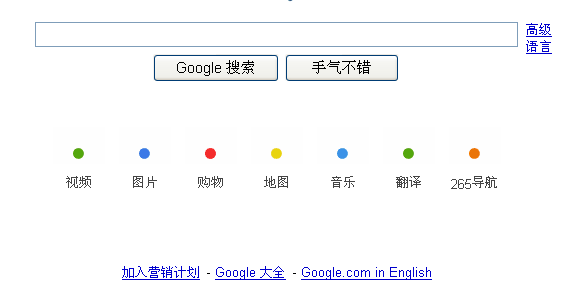 高级
语言
Google 搜索 手气不错
视频 图片 购物 地图 音乐 翻译 265导航
加入营销计划 - Google 大全 - Google.com in English